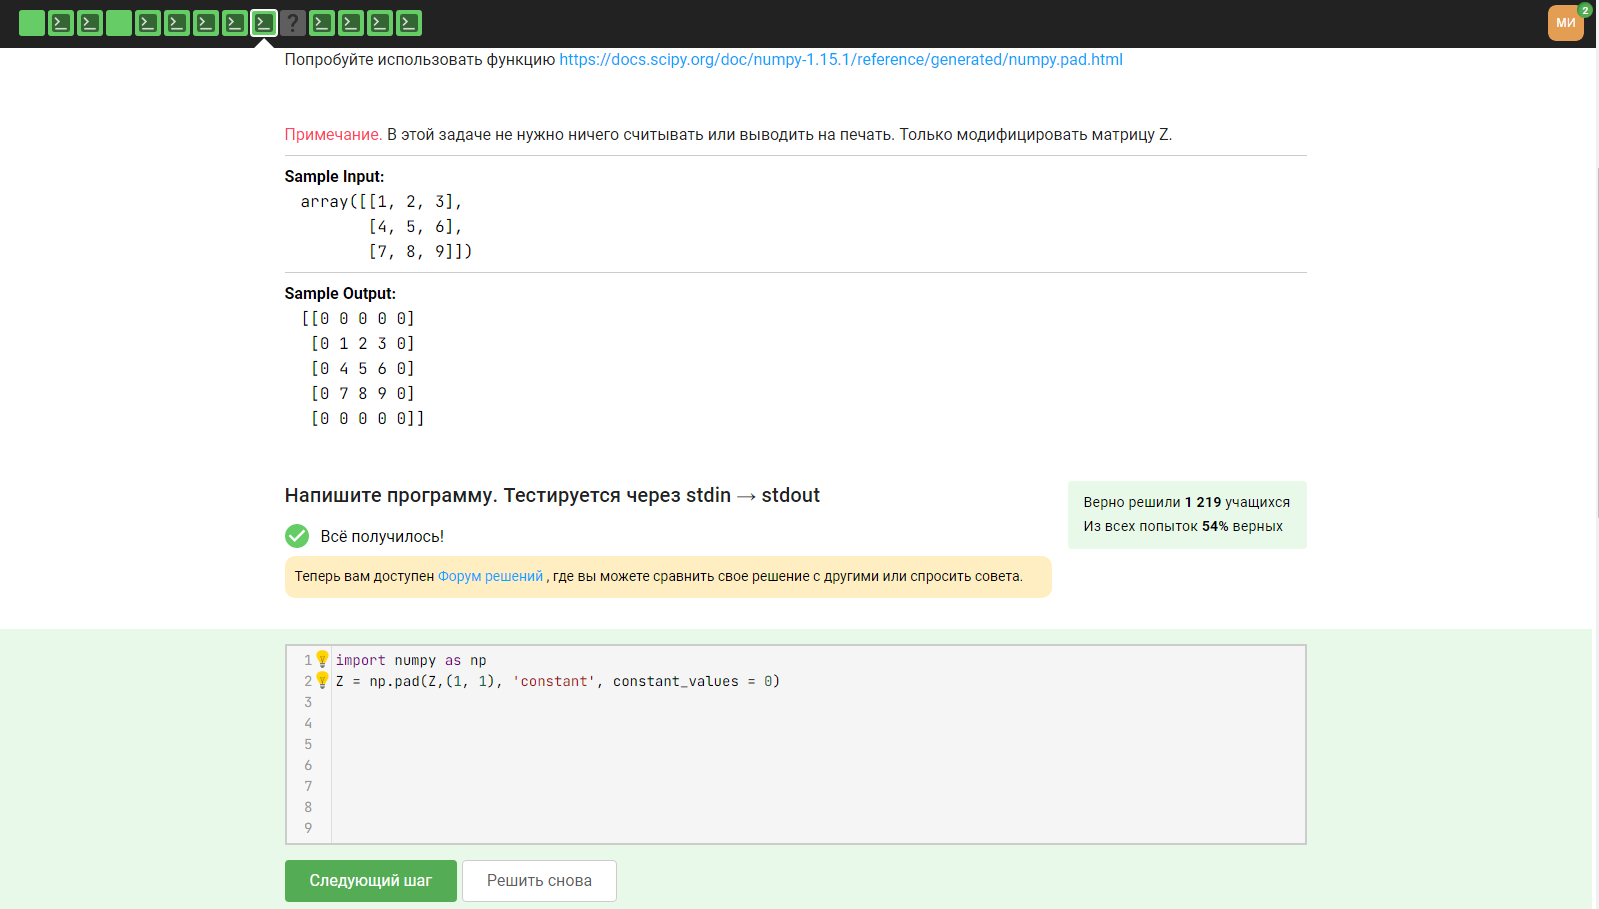 ?
МИ
2
Попробуйте использовать функцию https://docs.scipy.org/doc/numpy-1.15.1/reference/generated/numpy.pad.html
Примечание. В этой задаче не нужно ничего считывать или выводить на печать. Только модифицировать матрицу Z.
Sample Input:
array([[1, 2, 3],
[4, 5, 6],
[7, 8, 9]])
Sample Output:
[[0 0 0 0 0]
[0 1 2 3 0]
[0 4 5 6 0]
[0 7 8 9 0]
[0 0 0 0 0]]
Напишите программу. Тестируется через stdin → stdout
Верно решили 1 219 учащихся
Из всех попыток 54% верных
Всё получилось!
Теперь вам доступен Форум решений , где вы можете сравнить свое решение с другими или спросить совета.
1 import numpy as np
2 Z = np.pad(Z,(1, 1), 'constant', constant_values = 0)
3
4
5
6
7
8
9
Следующий шаг
Решить снова